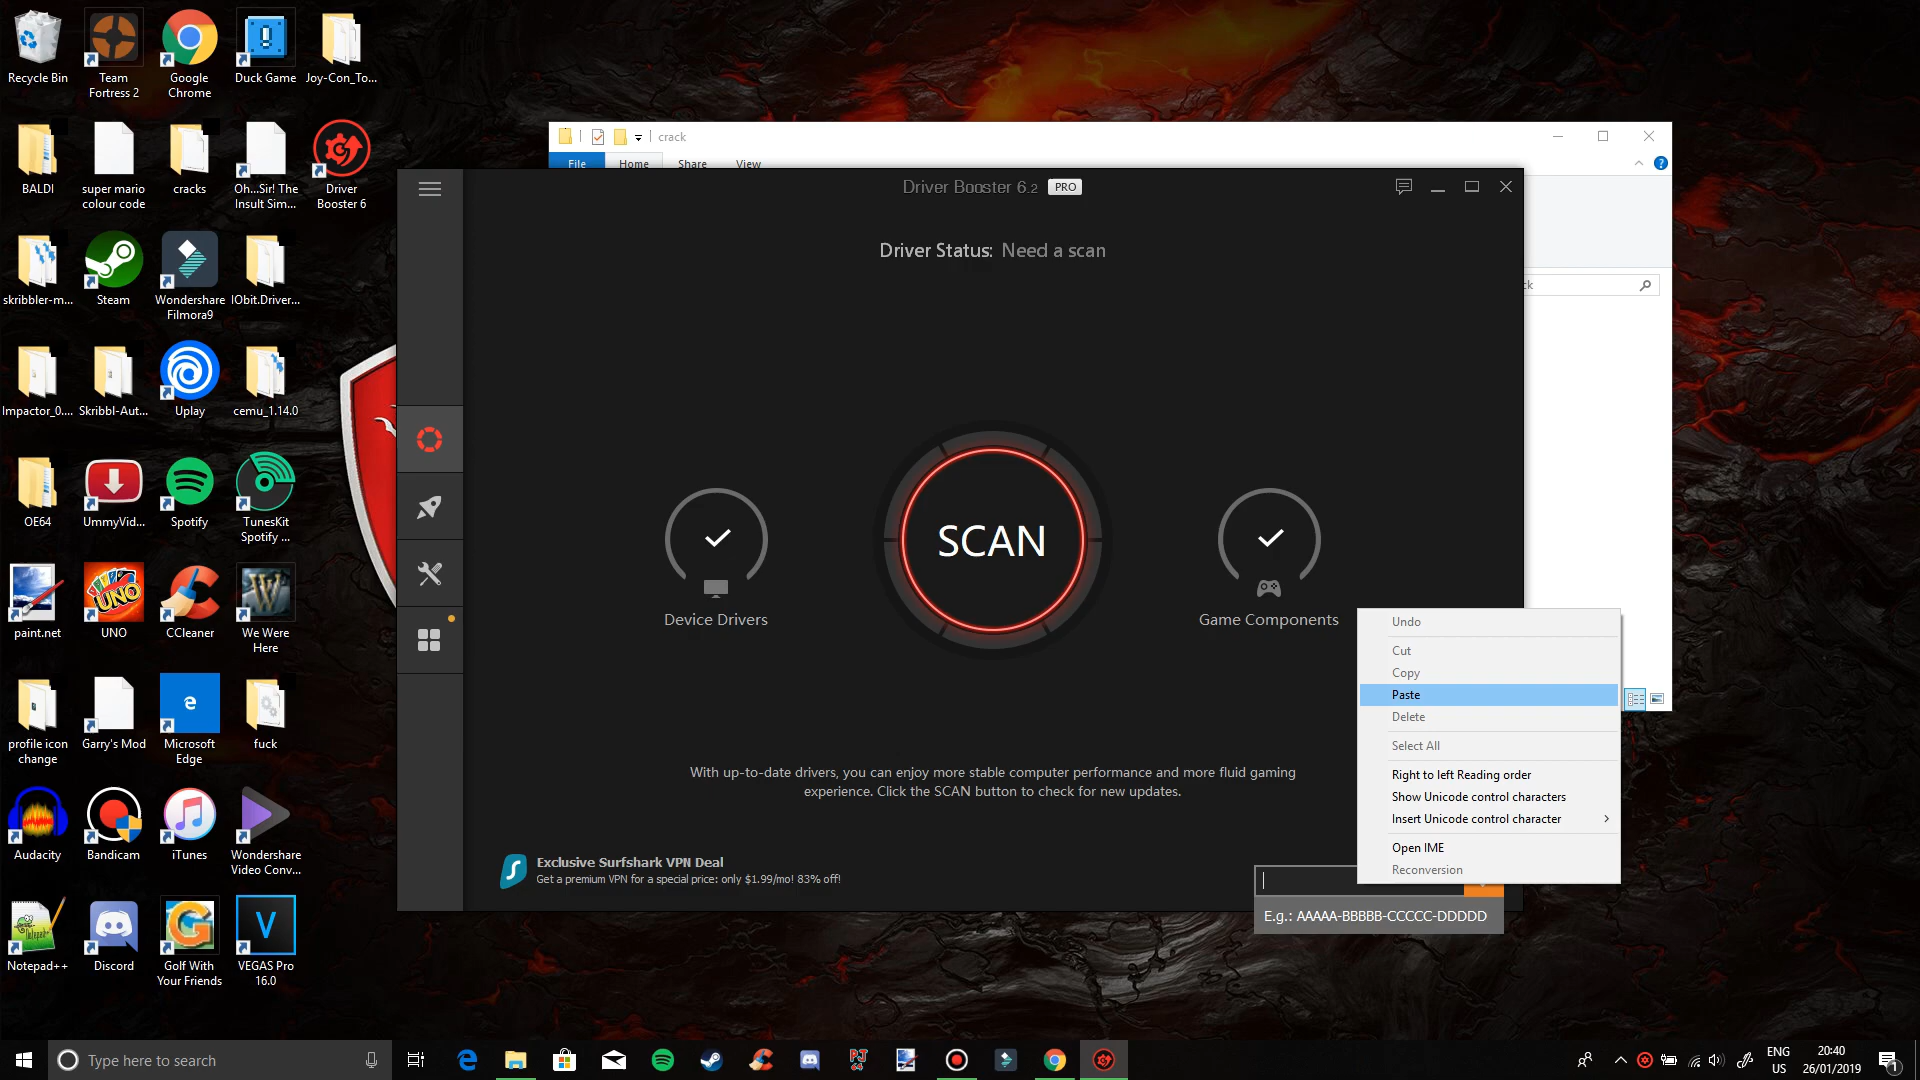 Recycle Bin
Team
Fortress 2
Google
Chrome
Duck Game
Joy-Con_To...
BALDI
super mario
colour code
cracks
Oh...Sir! The
Insult Sim...
Driver
Booster 6
skribbler-m...
Steam
Wondershare
Filmora9
IObit.Driver...
Impactor_0....
Skribbl-Aut...
Uplay
cemu_1.14.0
OE64
UmmyVid...
Spotify
TunesKit
Spotify ...
paint.net
UNO
CCleaner
We Were
Here
profile icon
change
Garry's Mod
Microsoft
Edge
fuck
Audacity
Bandicam
iTunes
Wondershare
Video Conv...
Notepad++
Discord
Golf With
Your Friends
VEGAS Pro
16.0
crack
File
Home
Share
View
ck
Driver Booster 6.2 PRO
Driver Status: Need a scan
SCAN
Device Drivers
Game Components
With up-to-date drivers, you can enjoy more stable computer performance and more fluid gaming
experience. Click the SCAN button to check for new updates.
Exclusive Surfshark VPN Deal
Get a premium VPN for a special price: only $1.99/mo! 83% off!
E.g.: AAAAA-BBBBB-CCCCC-DDDDD
Undo
Cut
Copy
Paste
Delete
Select All
Right to left Reading order
Show Unicode control characters
Insert Unicode control character
Open IME
Reconversion
Type here to search
ENG
US
20:40
26/01/2019
1